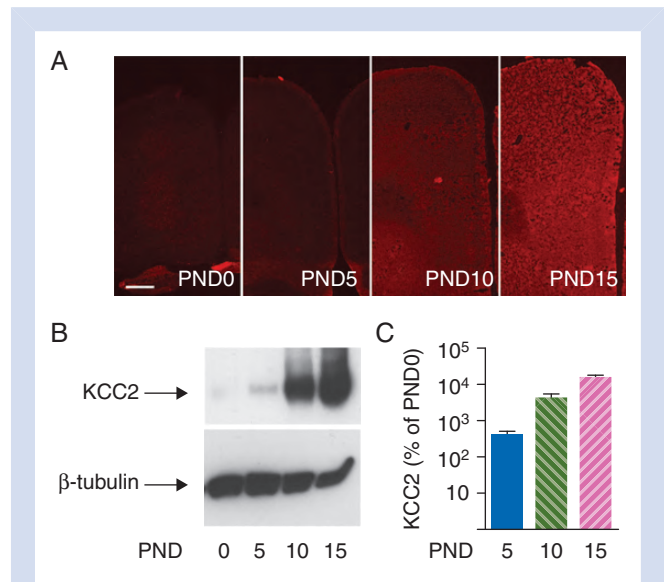 A
PND0 PND5 PND10 PND15
B
KCC2
β-tubulin
PND 0 5 10 15
C
KCC2 (% of PND0)
10⁵
10⁴
10³
10²
10
PND 5 10 15